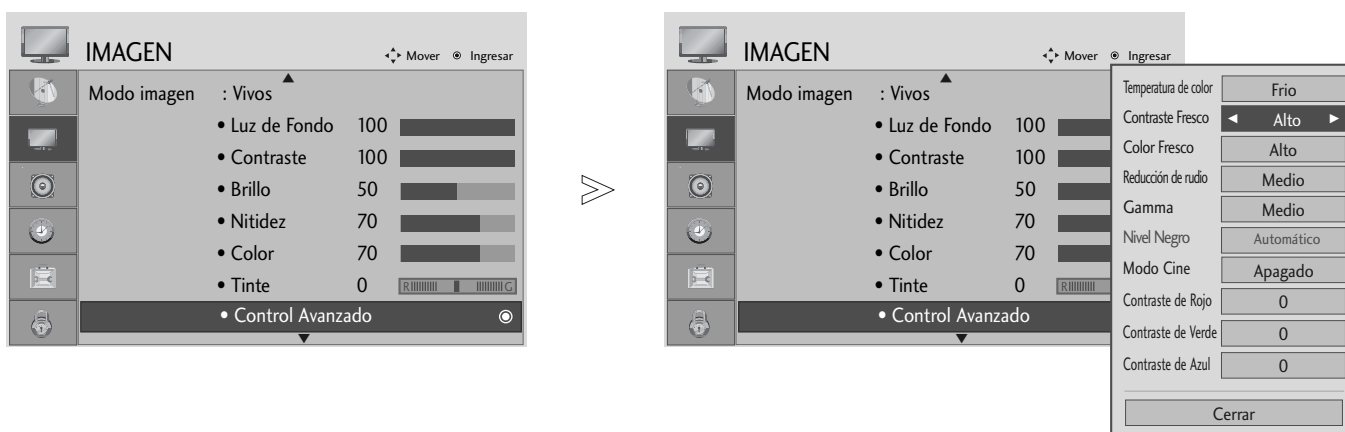 IMAGEN Mover Ingresar
Modo imagen : Vivos
• Luz de Fondo 100
• Contraste 100
• Brillo 50
• Nitidez 70
• Color 70
• Tinte 0 R G
• Control Avanzado
IMAGEN Mover Ingresar
Modo imagen : Vivos
• Luz de Fondo 100
• Contraste 100
• Brillo 50
• Nitidez 70
• Color 70
• Tinte 0 R
• Control Avanzado
Temperatura de color Frio
Contraste Fresco ◄ Alto ►
Color Fresco Alto
Reducción de rudio Medio
Gamma Medio
Nivel Negro Automático
Modo Cine Apagado
Contraste de Rojo 0
Contraste de Verde 0
Contraste de Azul 0
Cerrar